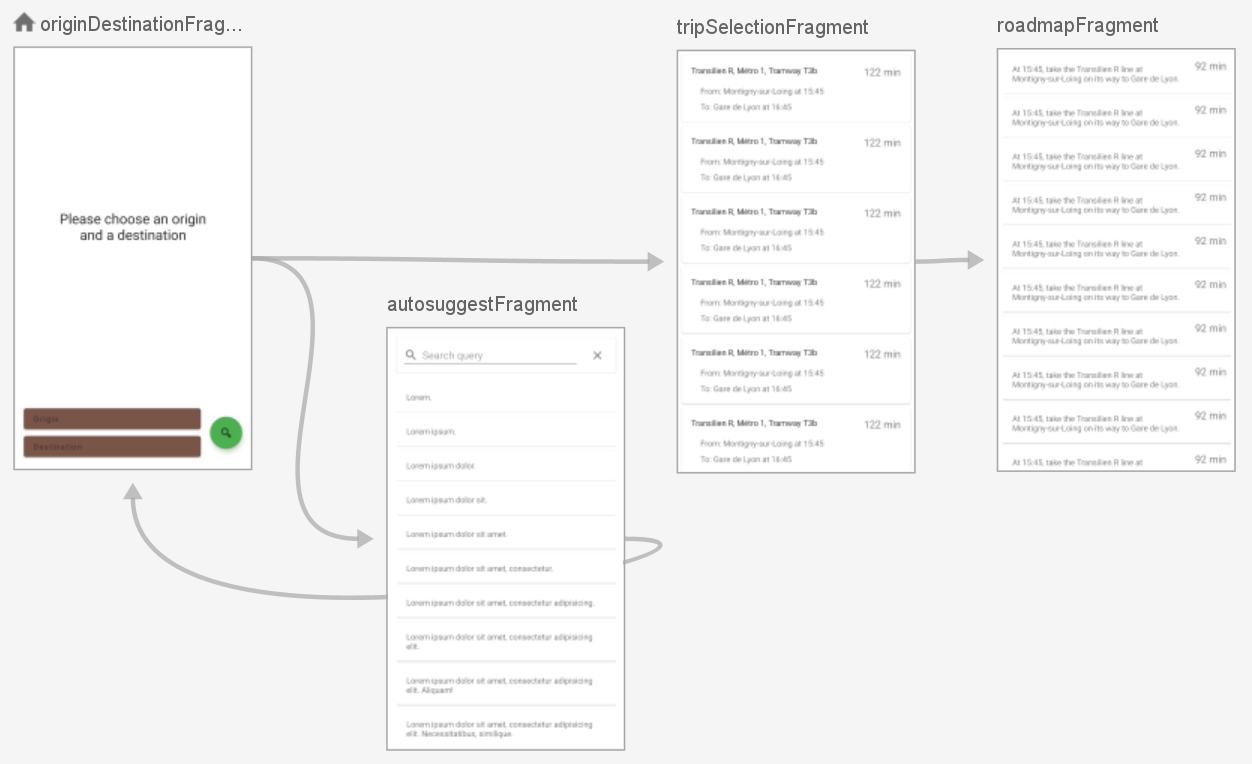 originDestinationFrag...
Please choose an origin
and a destination
Origin
Destination
autosuggestFragment
Search query
Lorem.
Lorem ipsum.
Lorem ipsum dolor.
Lorem ipsum dolor sit.
Lorem ipsum dolor sit amet.
Lorem ipsum dolor sit amet, consectetur.
Lorem ipsum dolor sit amet, consectetur adipisicing.
Lorem ipsum dolor sit amet, consectetur adipisicing
elit.
Lorem ipsum dolor sit amet, consectetur adipisicing
elit. Aliquam!
Lorem ipsum dolor sit amet, consectetur adipisicing
elit. Necessitatibus, similique.
tripSelectionFragment
Transilien R, Métro 1, Tramway T3b 122 min
From: Montigny-sur-Loing at 15:45
To: Gare de Lyon at 16:45
Transilien R, Métro 1, Tramway T3b 122 min
From: Montigny-sur-Loing at 15:45
To: Gare de Lyon at 16:45
Transilien R, Métro 1, Tramway T3b 122 min
From: Montigny-sur-Loing at 15:45
To: Gare de Lyon at 16:45
Transilien R, Métro 1, Tramway T3b 122 min
From: Montigny-sur-Loing at 15:45
To: Gare de Lyon at 16:45
Transilien R, Métro 1, Tramway T3b 122 min
From: Montigny-sur-Loing at 15:45
To: Gare de Lyon at 16:45
Transilien R, Métro 1, Tramway T3b 122 min
From: Montigny-sur-Loing at 15:45
To: Gare de Lyon at 16:45
roadmapFragment
At 15:45, take the Transilien R line at 92 min
Montigny-sur-Loing on its way to Gare de Lyon.
At 15:45, take the Transilien R line at 92 min
Montigny-sur-Loing on its way to Gare de Lyon.
At 15:45, take the Transilien R line at 92 min
Montigny-sur-Loing on its way to Gare de Lyon.
At 15:45, take the Transilien R line at 92 min
Montigny-sur-Loing on its way to Gare de Lyon.
At 15:45, take the Transilien R line at 92 min
Montigny-sur-Loing on its way to Gare de Lyon.
At 15:45, take the Transilien R line at 92 min
Montigny-sur-Loing on its way to Gare de Lyon.
At 15:45, take the Transilien R line at 92 min
Montigny-sur-Loing on its way to Gare de Lyon.
At 15:45, take the Transilien R line at 92 min
Montigny-sur-Loing on its way to Gare de Lyon.
At 15:45, take the Transilien R line at 92 min
Montigny-sur-Loing on its way to Gare de Lyon.
At 15:45, take the Transilien R line at 92 min